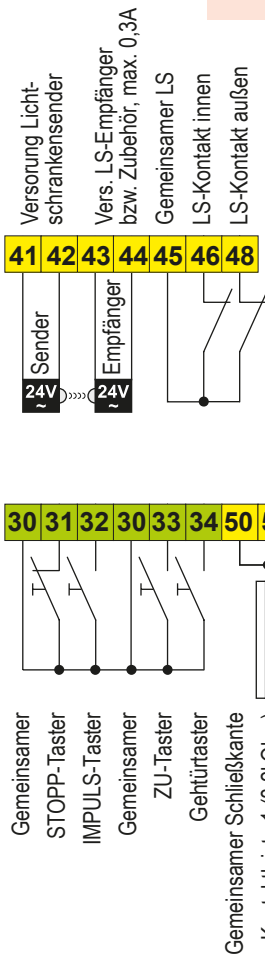 Versorung Licht-
schrankensender
Vers. LS-Empfänger
bzw. Zubehör, max. 0,3A
Gemeinsamer LS
LS-Kontakt innen
LS-Kontakt außen
41 42 43 44 45 46 48
Sender
Empfänger
24V
~
24V
~
30 31 32 30 33 34 50
Gemeinsamer
STOPP-Taster
IMPULS-Taster
Gemeinsamer
ZU-Taster
Gehtürtaster
Gemeinsamer Schließkante